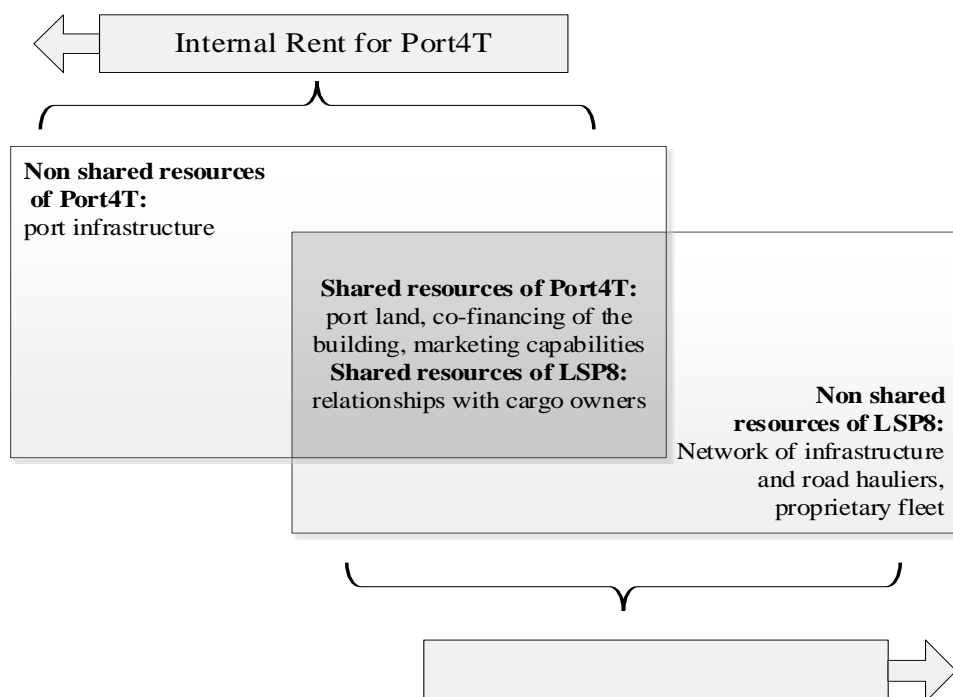 Internal Rent for Port4T
Non shared resources
of Port4T:
port infrastructure
Shared resources of Port4T:
port land, co-financing of the
building, marketing capabilities
Shared resources of LSP8:
relationships with cargo owners
Non shared
resources of LSP8:
Network of infrastructure
and road hauliers,
proprietary fleet